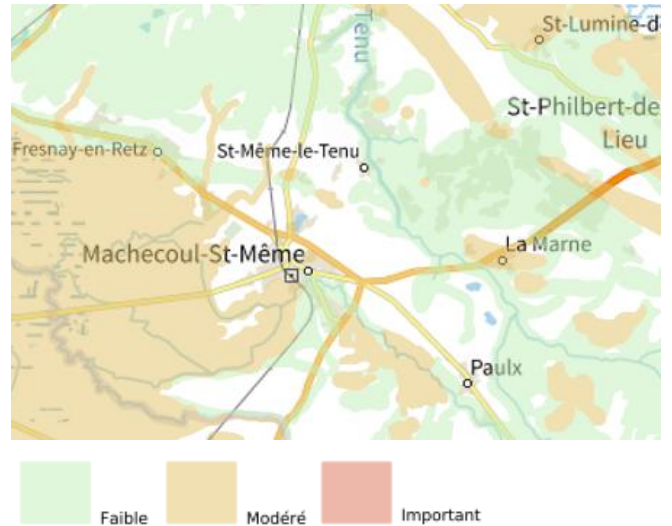 St-Lumine-d
Tenu
St-Philbert-de
Lieu
Fresnay-en-Retz
St-Même-le-Tenu
Machecoul-St-Même
La Marne
Paulx
Faible
Modéré
Important